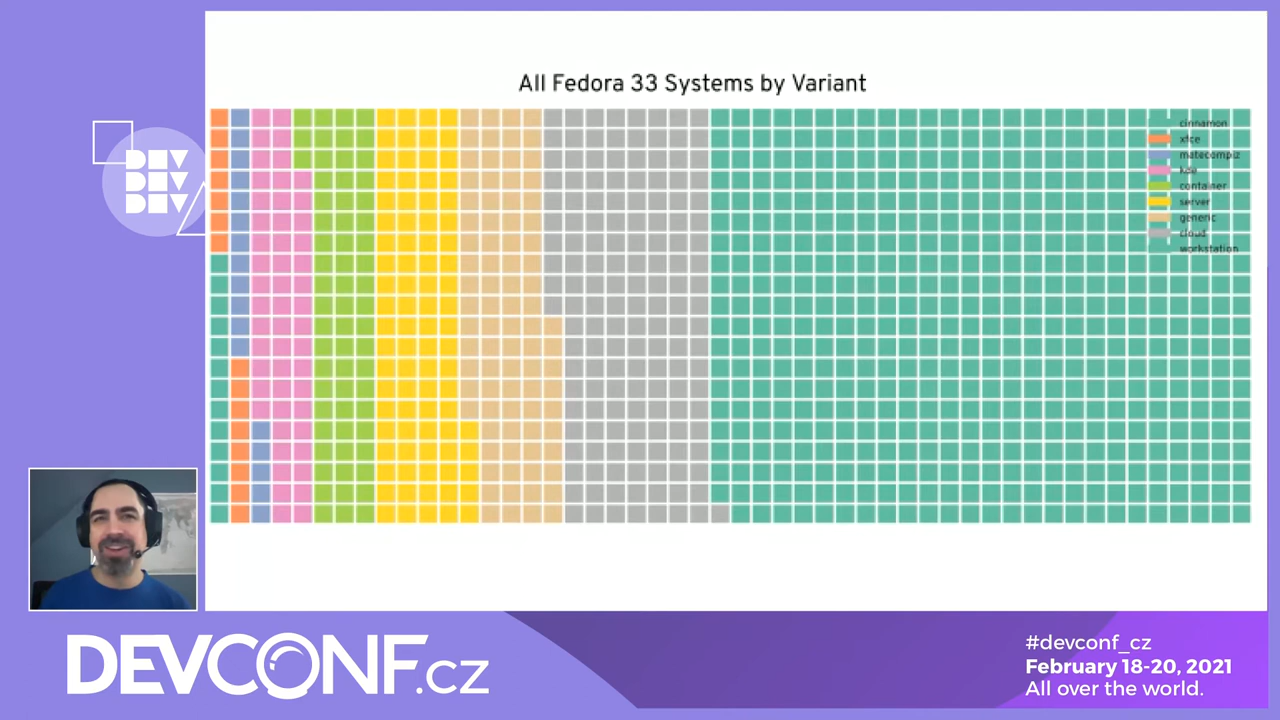 All Fedora 33 Systems by Variant
cinnamon
xfce
matecompiz
kde
container
server
generic
cloud
workstation
DEV
DEV
DEV
DEVCONF.cz
#devconf_cz
February 18-20, 2021
All over the world.